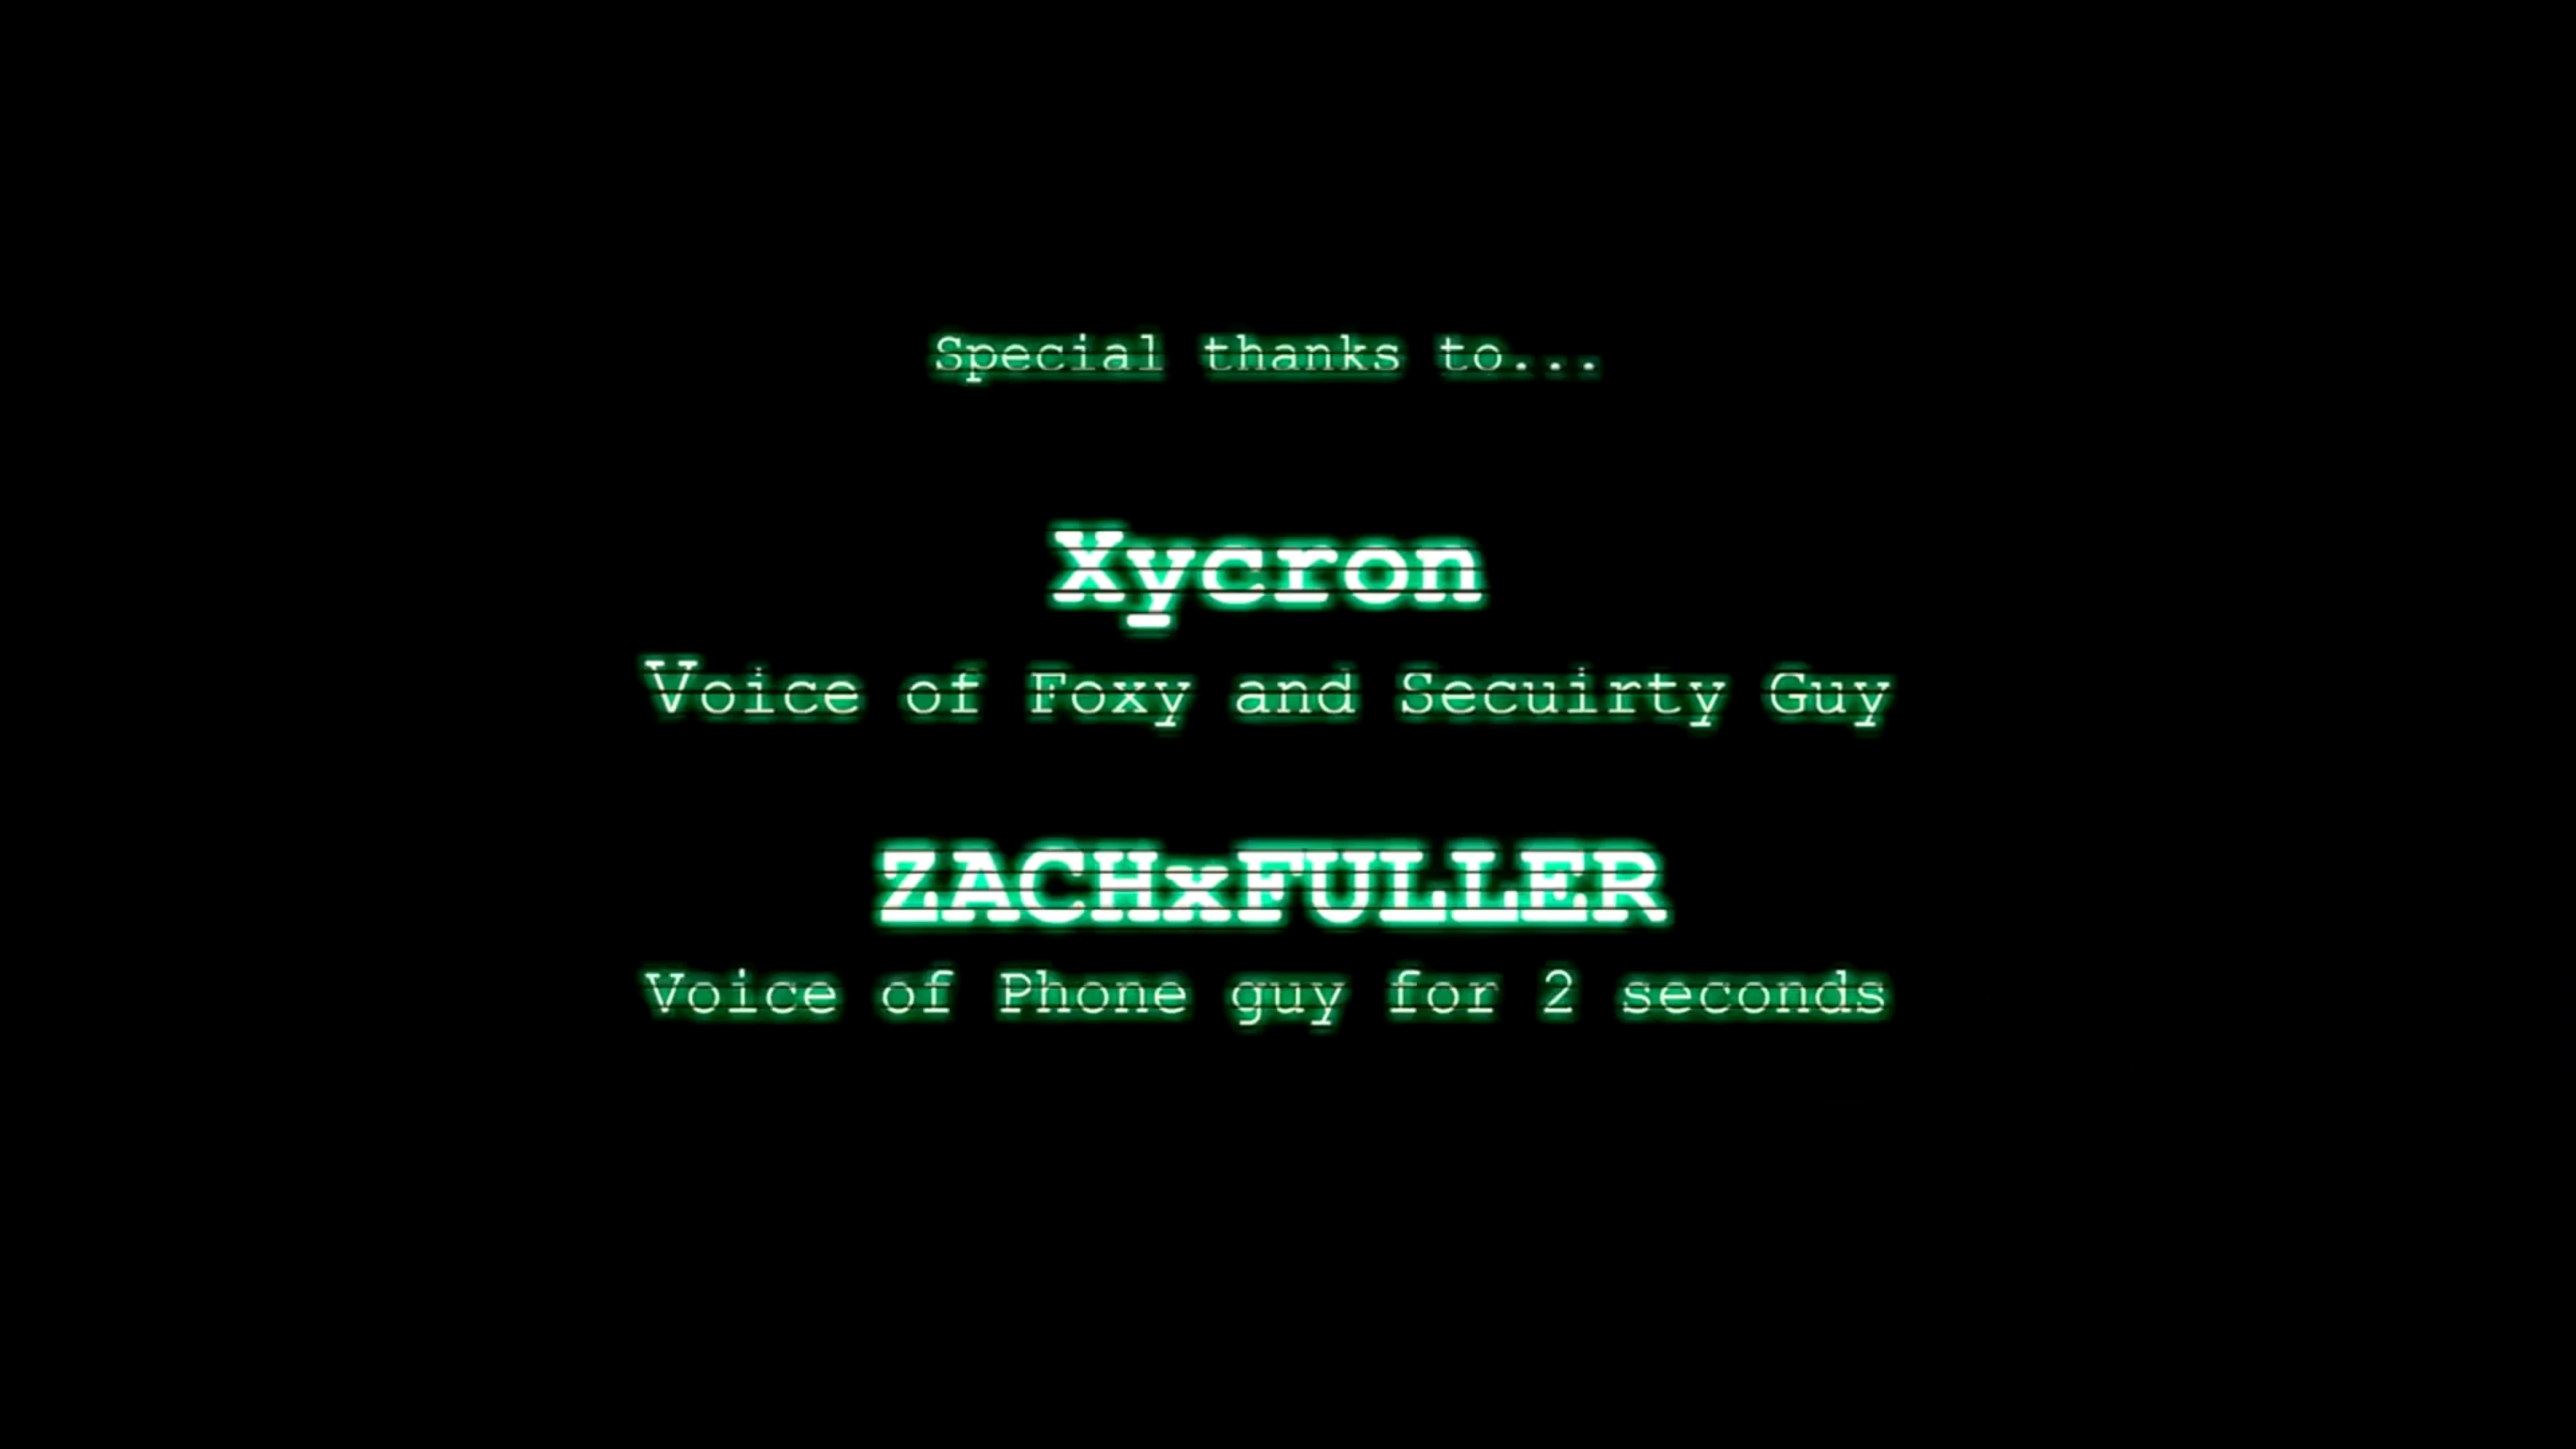 Special thanks to...
Xycron
Voice of Foxy and Secuirty Guy
ZACHxFULLER
Voice of Phone guy for 2 seconds